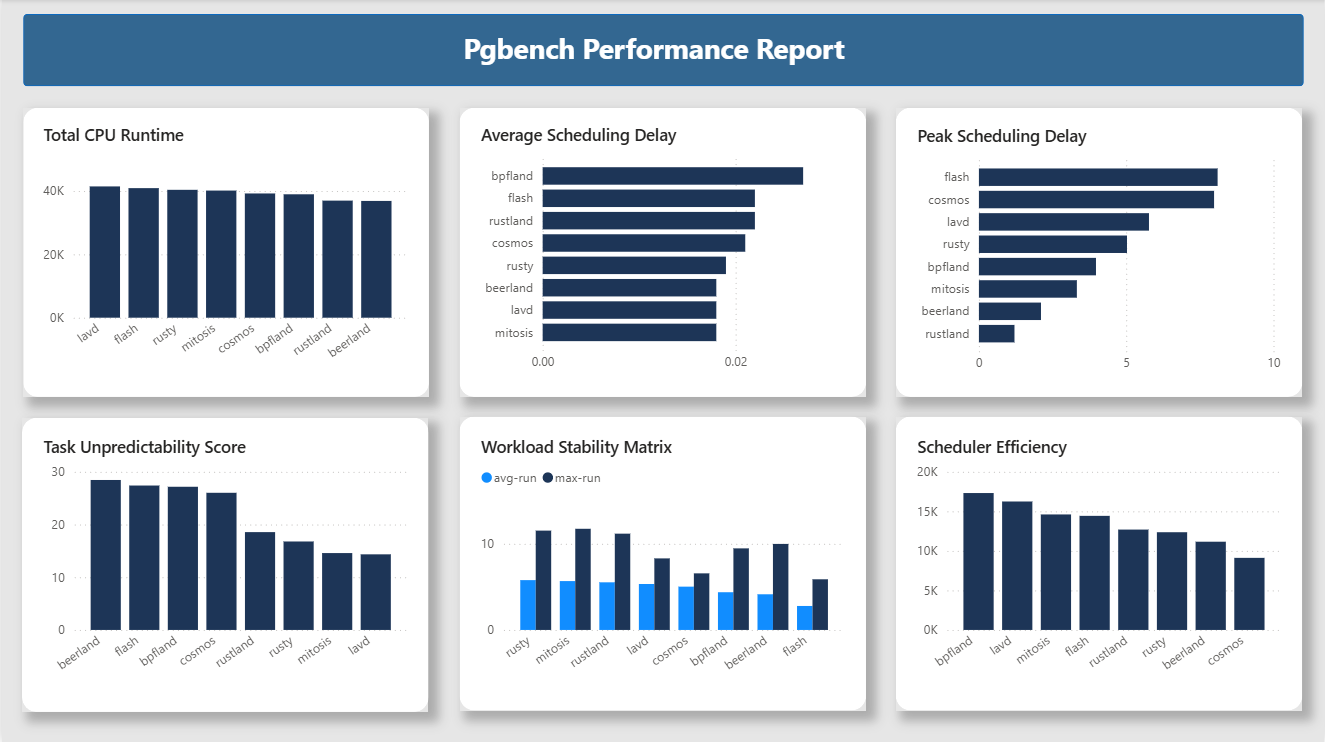 Pgbench Performance Report
Total CPU Runtime
40K
20K
0K
lavd flash rusty mitosis cosmos bpfland rustland beerland
Average Scheduling Delay
bpfland
flash
rustland
cosmos
rusty
beerland
lavd
mitosis
0.00 0.02
Peak Scheduling Delay
flash
cosmos
lavd
rusty
bpfland
mitosis
beerland
rustland
0 5 10
Task Unpredictability Score
30
20
10
0
beerland flash bpfland cosmos rustland rusty mitosis lavd
Workload Stability Matrix
avg-run max-run
10
0
rusty mitosis rustland lavd cosmos bpfland beerland flash
Scheduler Efficiency
20K
15K
10K
5K
0K
bpfland lavd mitosis flash rustland rusty beerland cosmos